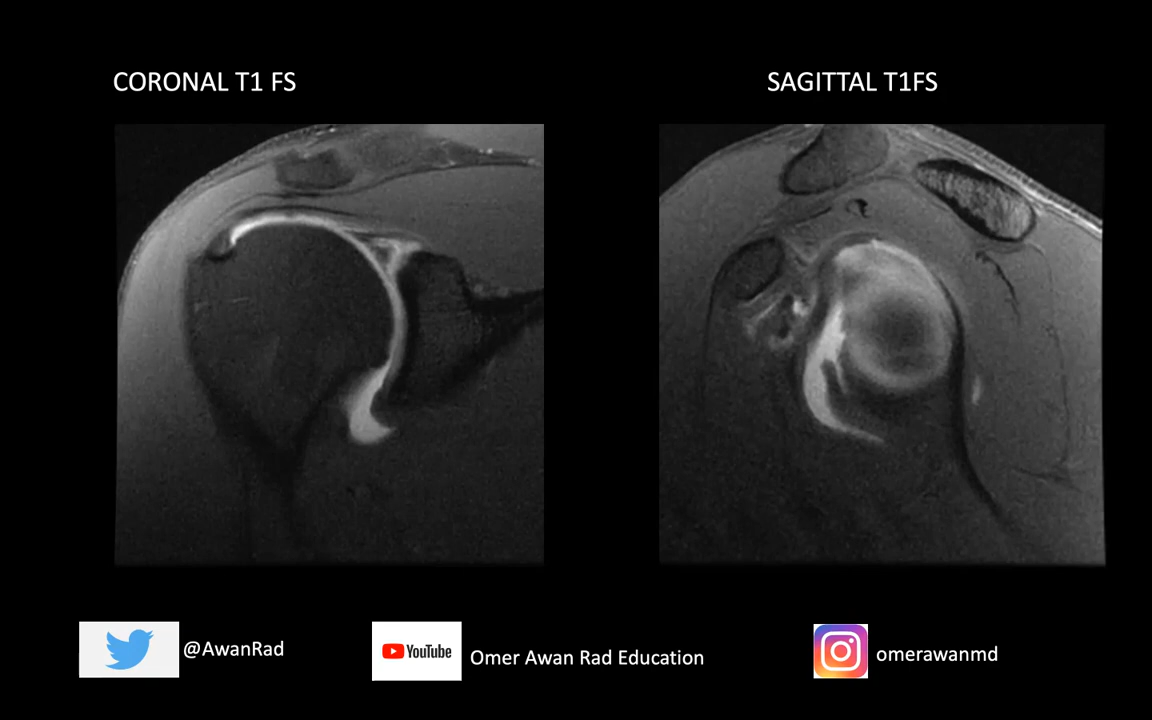 CORONAL T1 FS
SAGITTAL T1FS
@AwanRad
YouTube
Omer Awan Rad Education
omerawanmd